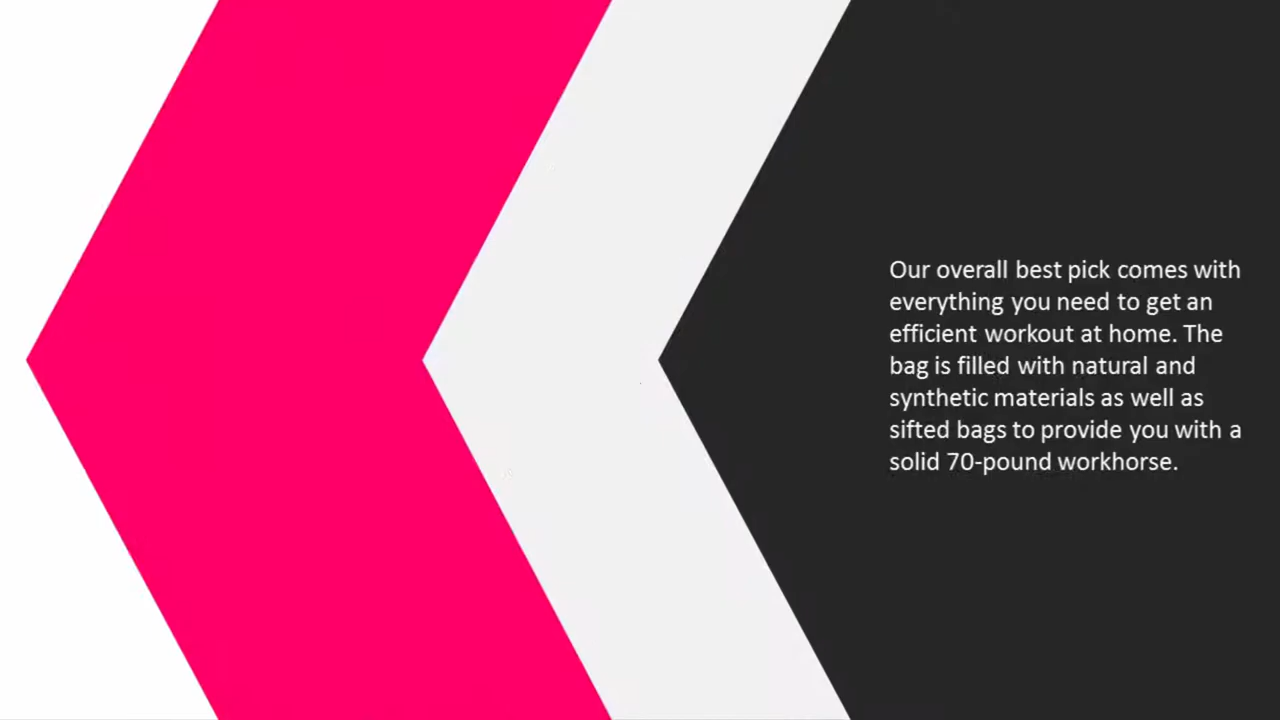 Our overall best pick comes with
everything you need to get an
efficient workout at home. The
bag is filled with natural and
synthetic materials as well as
sifted bags to provide you with a
solid 70-pound workhorse.